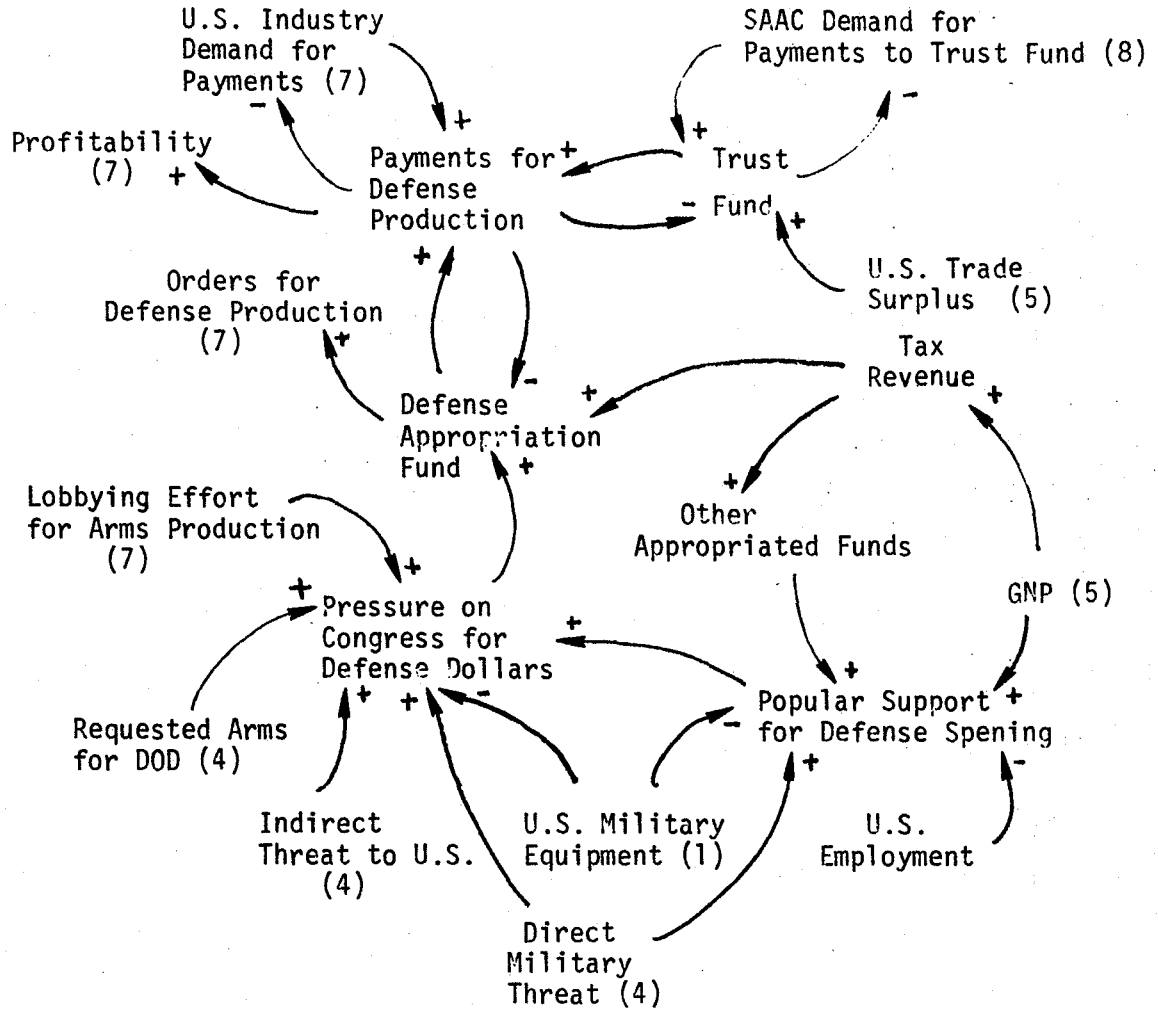 U.S. Industry
Demand for
Payments (7)
-
+
SAAC Demand for
Payments to Trust Fund (8)
-
+
Profitability
(7)
+
Payments for
Defense
Production
+
+
Trust
Fund
-
+
U.S. Trade
Surplus (5)
Orders for
Defense Production
(7)
+
Tax
Revenue
+
Defense
Appropriation
Fund
-
+
+
Lobbying Effort
for Arms Production
(7)
+
Other
Appropriated Funds
+
GNP (5)
Pressure on
Congress for
Defense Dollars
+
+
+
+
-
Popular Support
for Defense Spening
+
+
-
+
-
Requested Arms
for DOD (4)
Indirect
Threat to U.S.
(4)
U.S. Military
Equipment (1)
U.S.
Employment
Direct
Military
Threat (4)